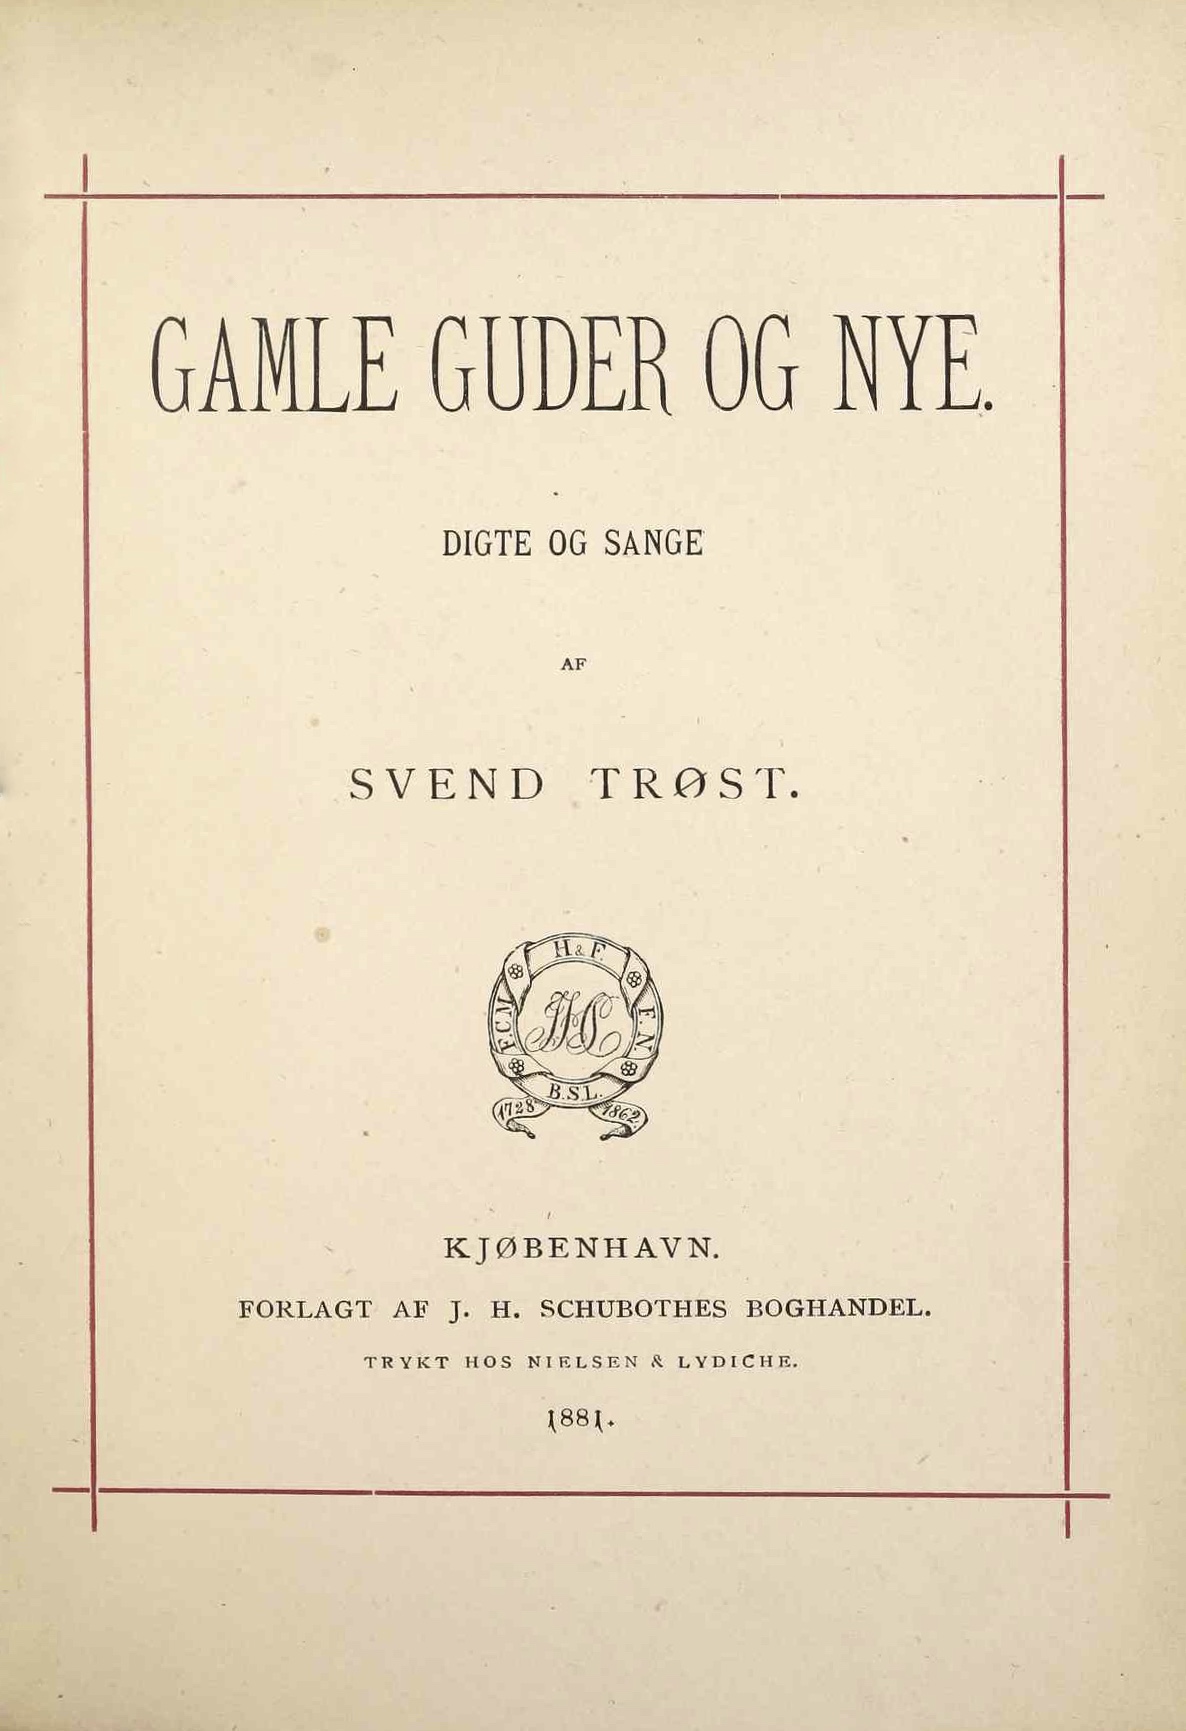 GAMLE GUDER OG NYE.
DIGTE OG SANGE
AF
SVEND TRØST.
H & F.
F.C.M.
F. N.
JHS
B.S.L.
1728
1862
KJØBENHAVN.
FORLAGT AF J. H. SCHUBOTHES BOGHANDEL.
TRYKT HOS NIELSEN & LYDICHE.
1881.